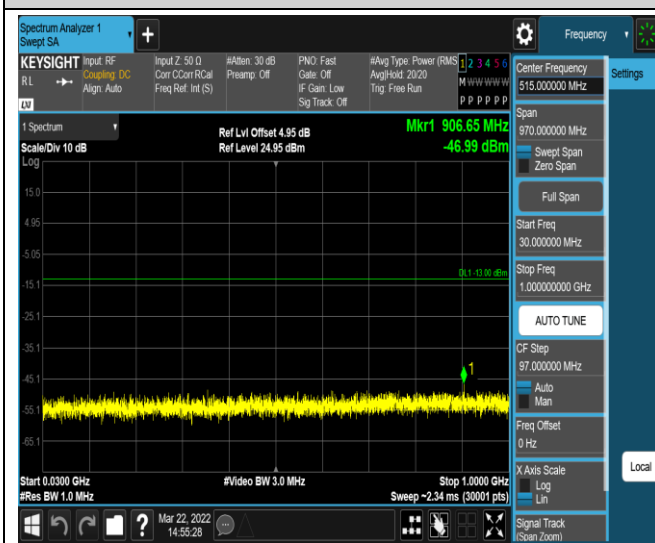 Spectrum Analyzer 1
Swept SA
+
Frequency
KEYSIGHT
RL
LXI
Input: RF
Coupling: DC
Align: Auto
Input Z: 50 Ω
Corr CCorr RCal
Freq Ref: Int (S)
#Atten: 30 dB
Preamp: Off
PNO: Fast
Gate: Off
IF Gain: Low
Sig Track: Off
#Avg Type: Power (RMS
Avg|Hold: 20/20
Trig: Free Run
1 2 3 4 5 6
M W W W W W
P P P P P P
1 Spectrum
Scale/Div 10 dB
Log
Ref Lvl Offset 4.95 dB
Ref Level 24.95 dBm
Mkr1 906.65 MHz
-46.99 dBm
15.0
4.95
-5.05
-15.1
-25.1
-35.1
-45.1
-55.1
-65.1
DL1 -13.00 dBm
1
Start 0.0300 GHz
#Res BW 1.0 MHz
#Video BW 3.0 MHz
Stop 1.0000 GHz
Sweep ~2.34 ms (30001 pts)
Center Frequency
515.000000 MHz
Span
970.000000 MHz
Swept Span
Zero Span
Full Span
Start Freq
30.000000 MHz
Stop Freq
1.000000000 GHz
AUTO TUNE
CF Step
97.000000 MHz
Auto
Man
Freq Offset
0 Hz
X Axis Scale
Log
Lin
Signal Track
(Span Zoom)
Settings
Local
?
Mar 22, 2022
14:55:28